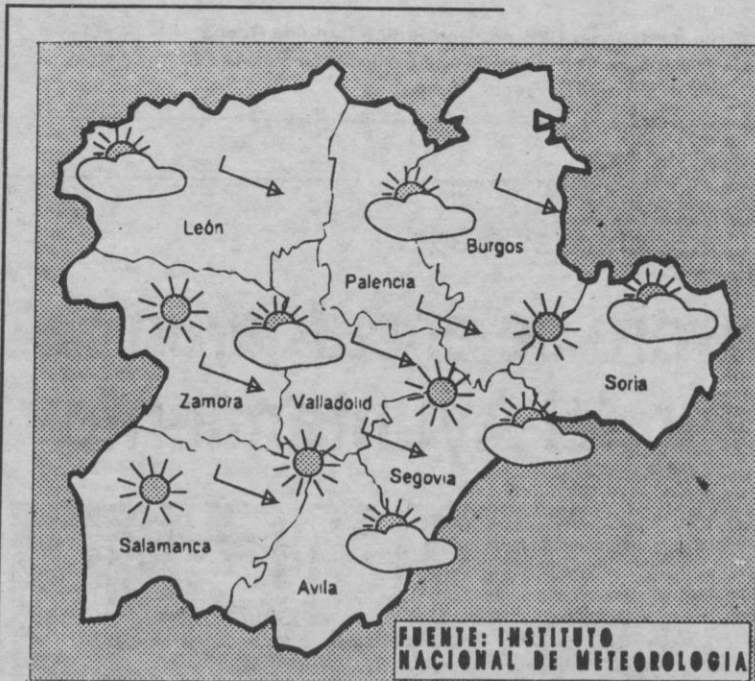 León
Burgos
Palencia
Soria
Zamora
Valladolid
Segovia
Salamanca
Avila
FUENTE: INSTITUTO
NACIONAL DE METEOROLOGIA